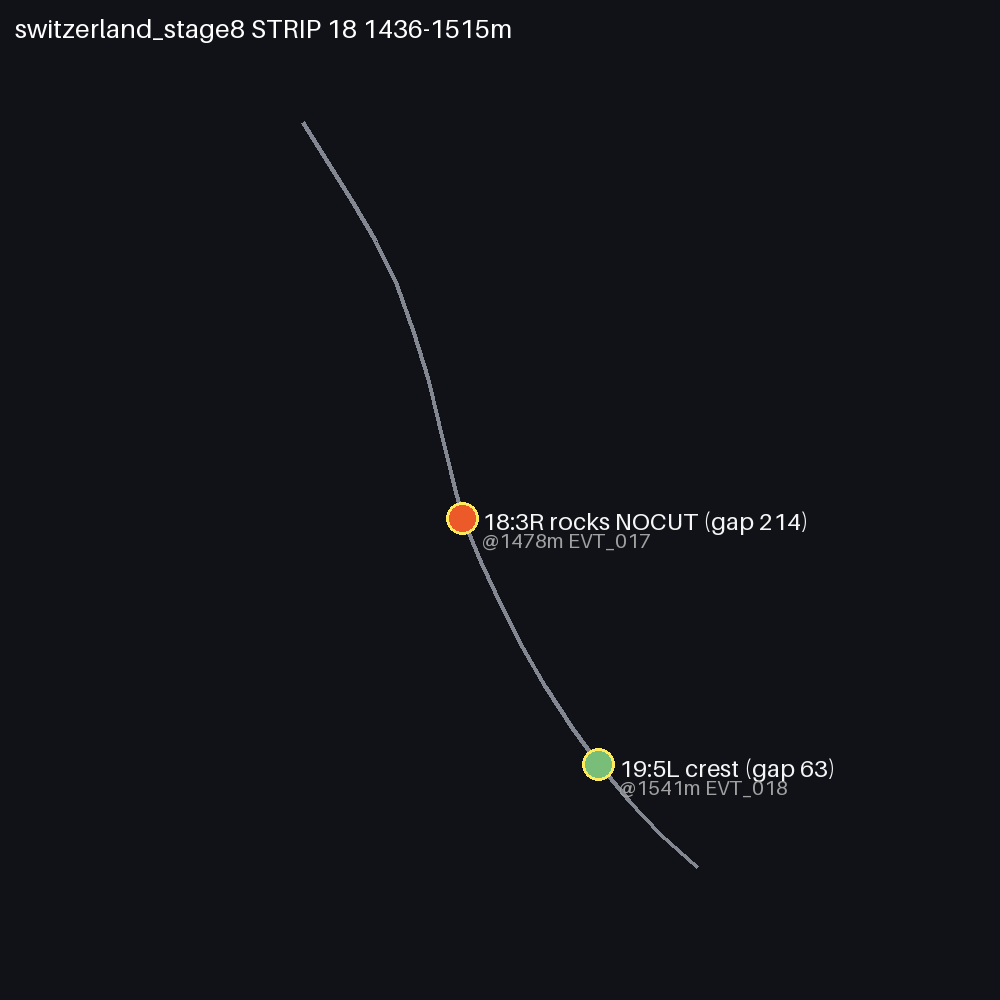 switzerland_stage8 STRIP 18 1436-1515m
18:3R rocks NOCUT (gap 214)
@1478m EVT_017
19:5L crest (gap 63)
@1541m EVT_018